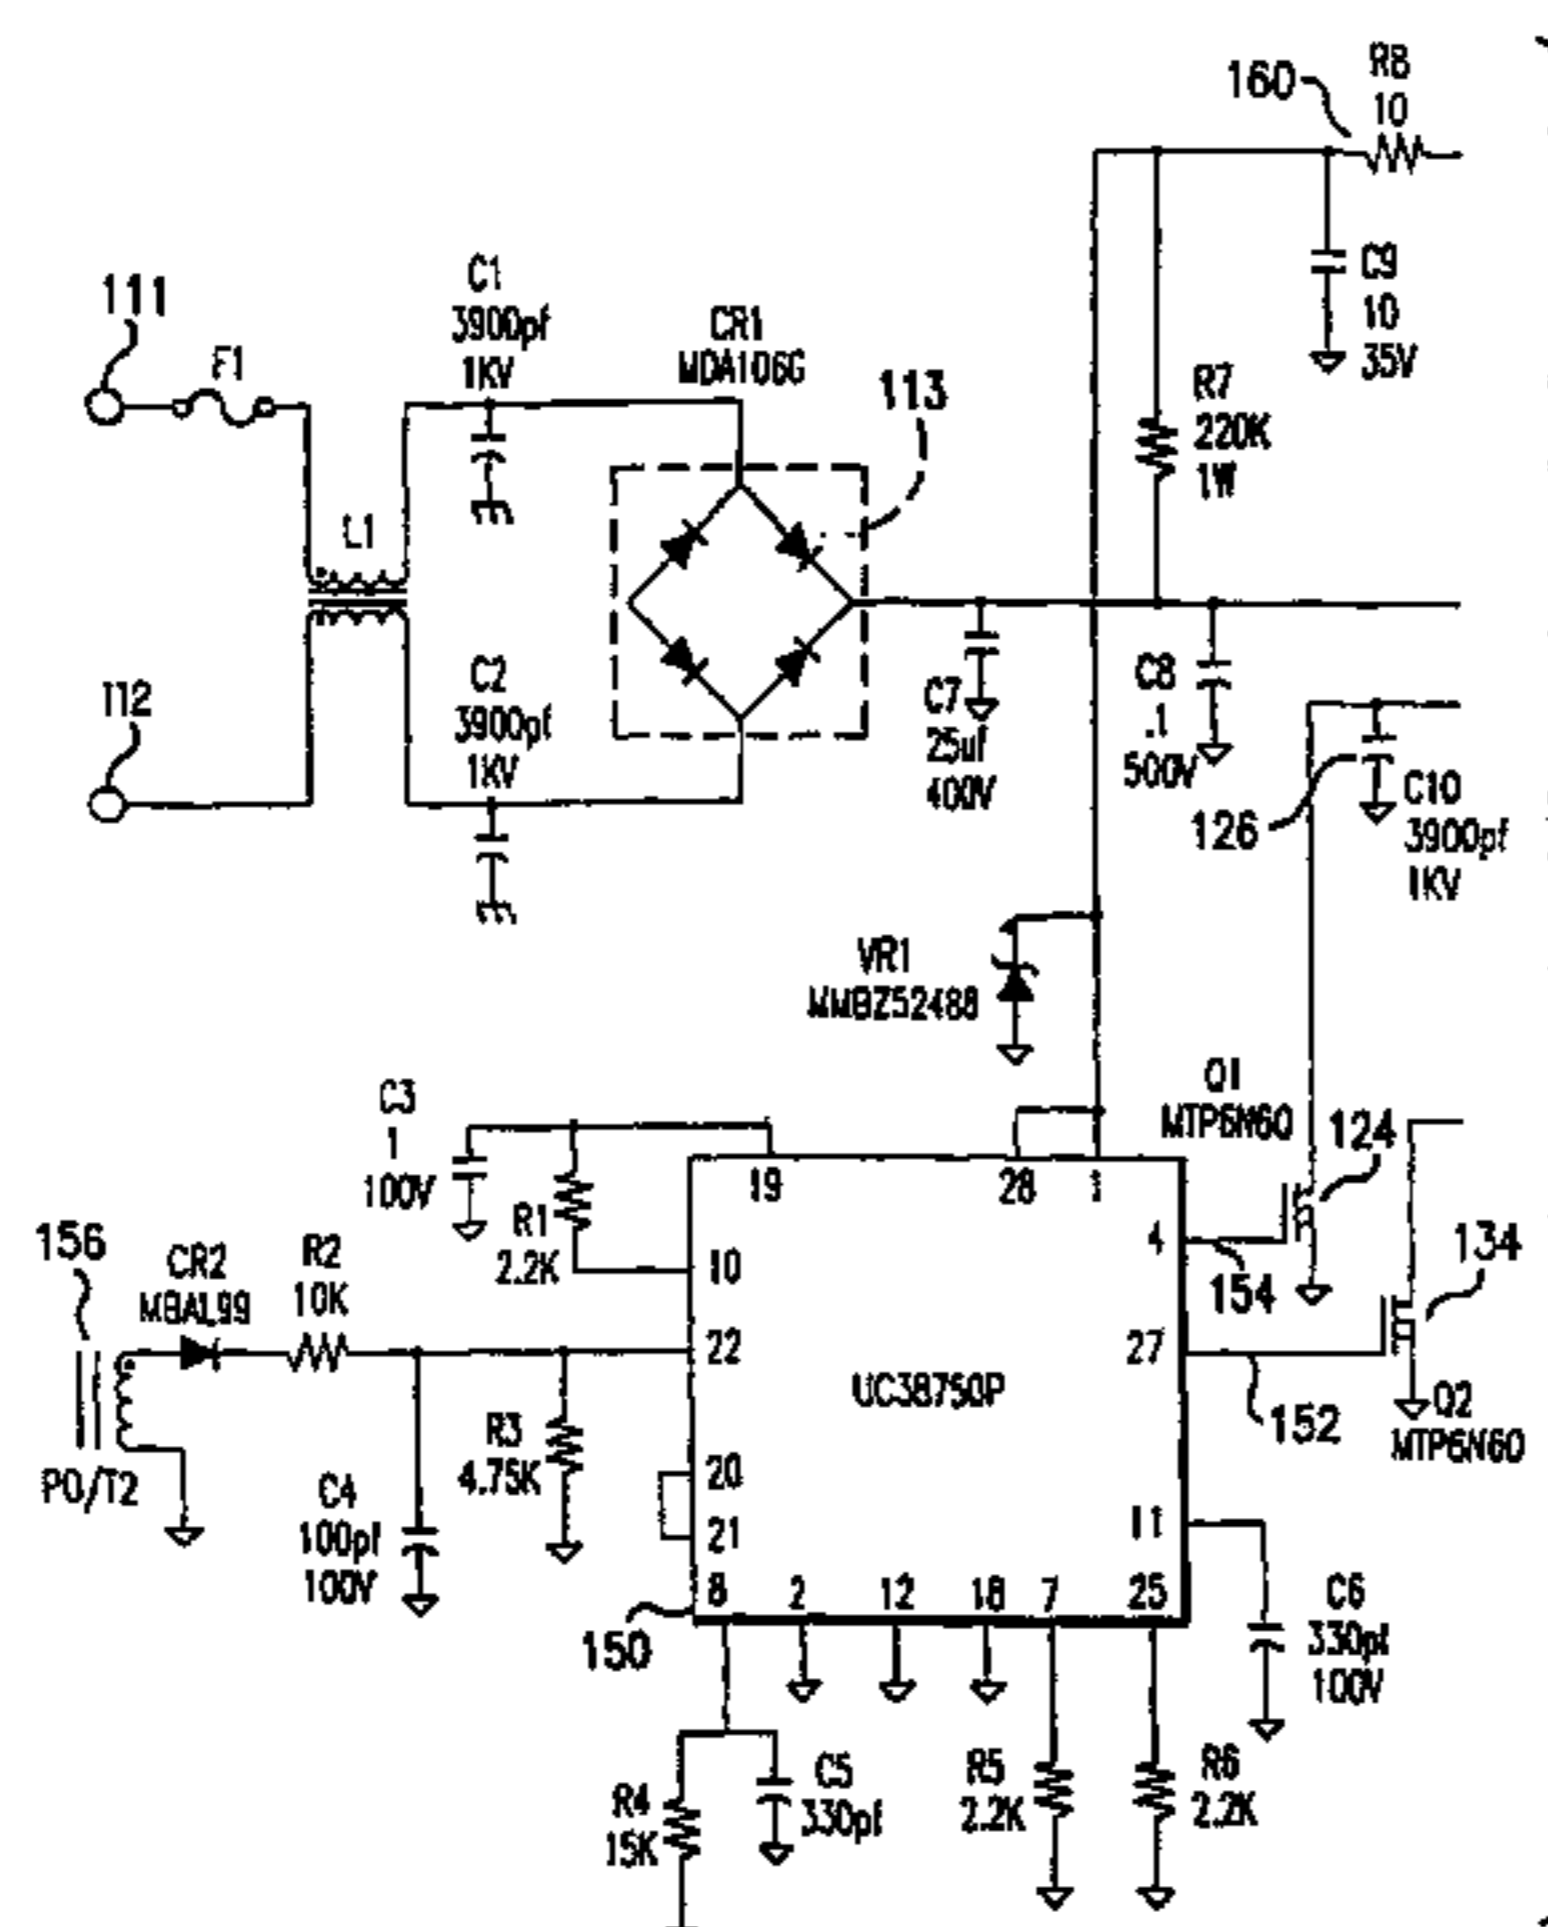 160
R8
10
C9
10
35V
111
F1
C1
3900pf
1KV
CR1
MDA106G
113
R7
220K
1W
L1
112
C2
3900pf
1KV
C7
25uf
400V
C8
.1
500V
126
C10
3900pf
1KV
VR1
MMBZ5248B
C3
1
100V
R1
2.2K
19
28
1
Q1
MTP6N60
124
156
CR2
MBAL99
R2
10K
10
4
154
134
22
27
UC3875QP
152
Q2
MTP6N60
PO/T2
R3
4.75K
C4
100pf
100V
20
21
11
8
2
12
18
7
25
150
C6
330pf
100V
R4
15K
C5
330pf
R5
2.2K
R6
2.2K